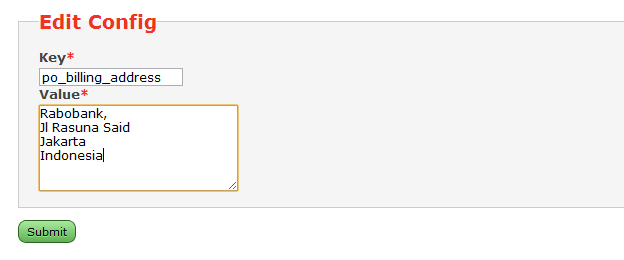 Edit Config
Key*
po_billing_address
Value*
Rabobank,
Jl Rasuna Said
Jakarta
Indonesia
Submit